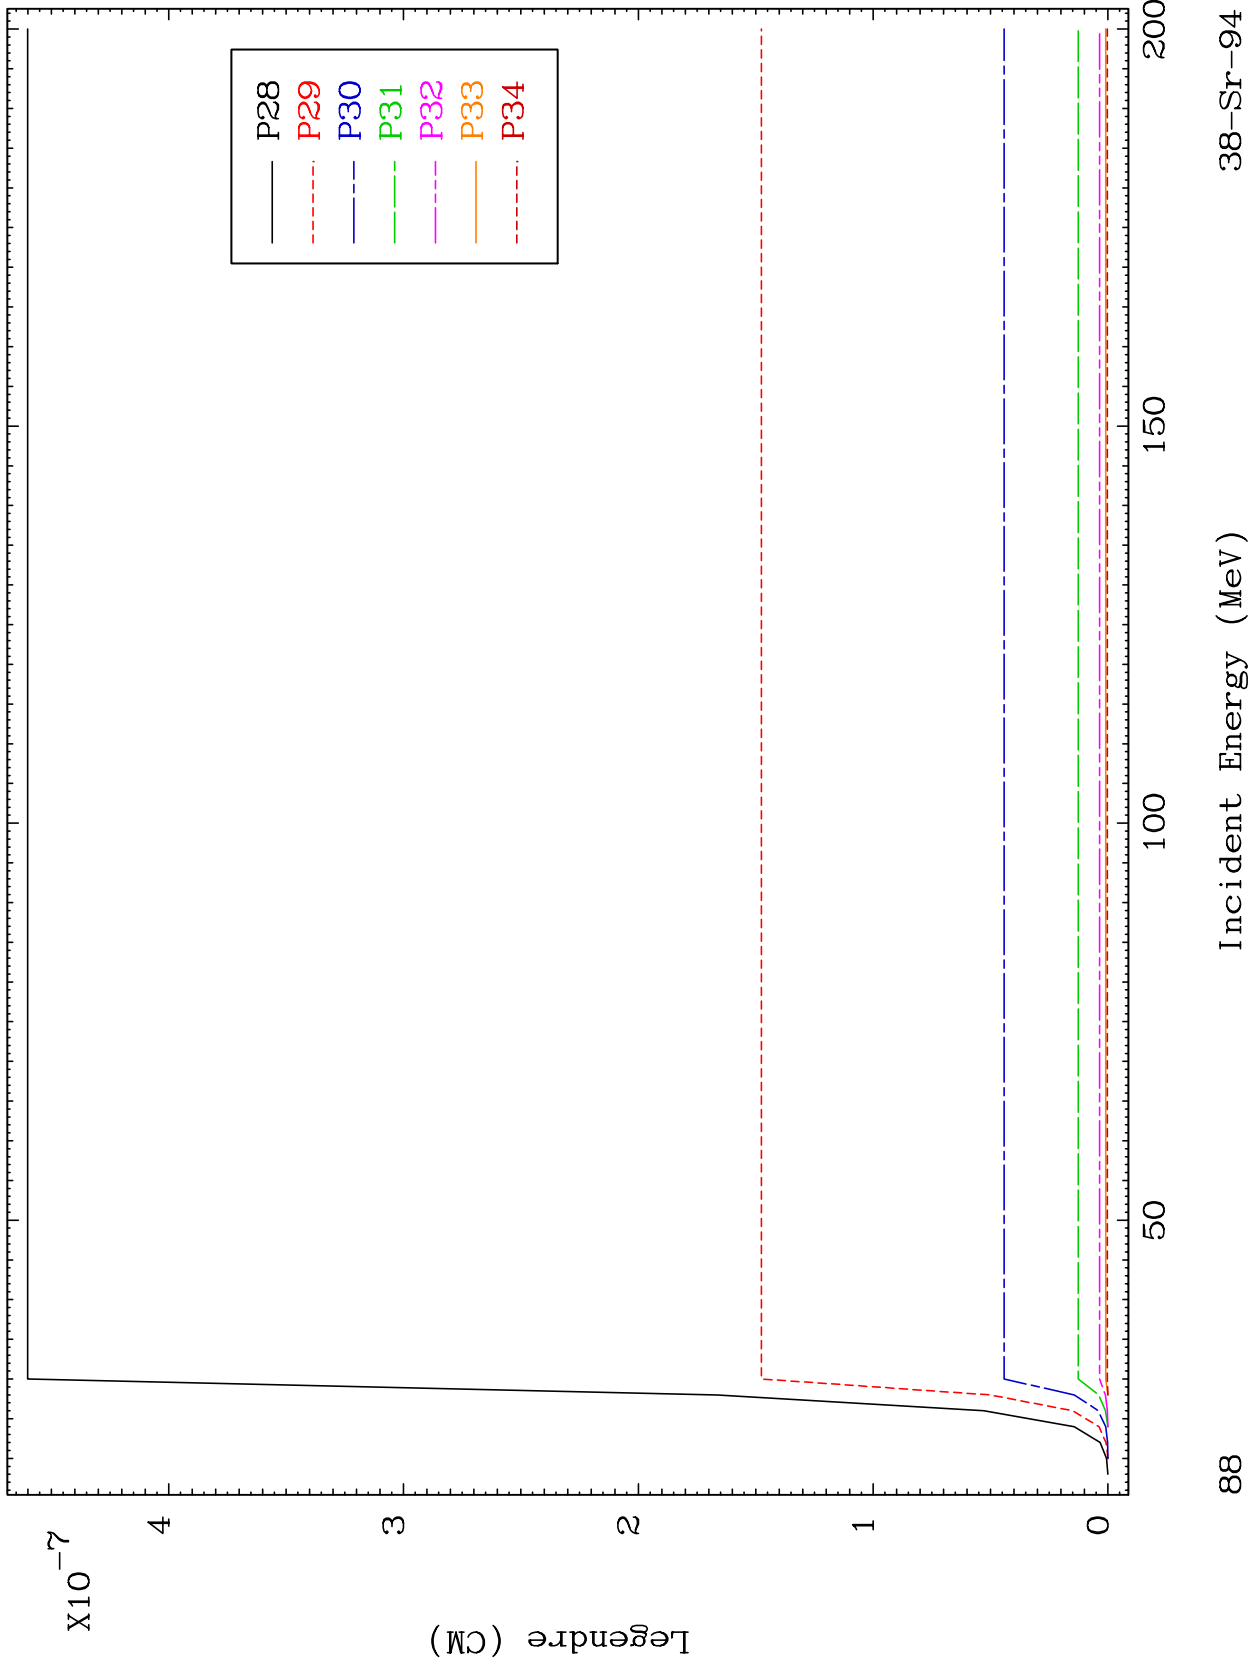 X10-7
4
3
2
1
0
Legendre (CM)
P28
P29
P30
P31
P32
P33
P34
50
100
150
200
88
Incident Energy (MeV)
38-Sr-94